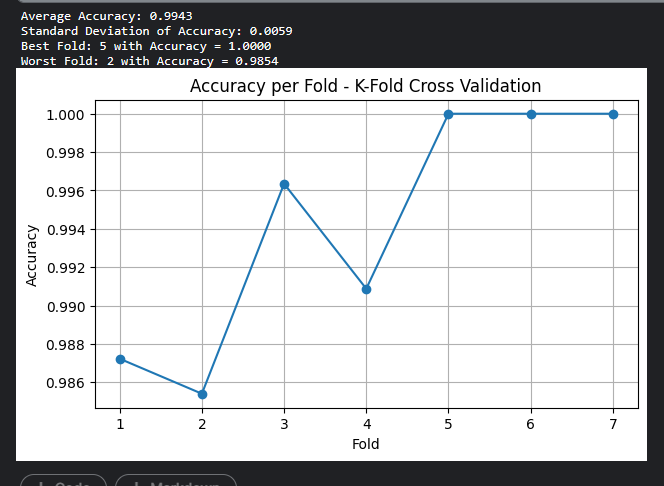 Average Accuracy: 0.9943
Standard Deviation of Accuracy: 0.0059
Best Fold: 5 with Accuracy = 1.0000
Worst Fold: 2 with Accuracy = 0.9854
Accuracy per Fold - K-Fold Cross Validation
1.000
0.998
0.996
0.994
0.992
0.990
0.988
0.986
Accuracy
1 2 3 4 5 6 7
Fold
+ Code + Markdown